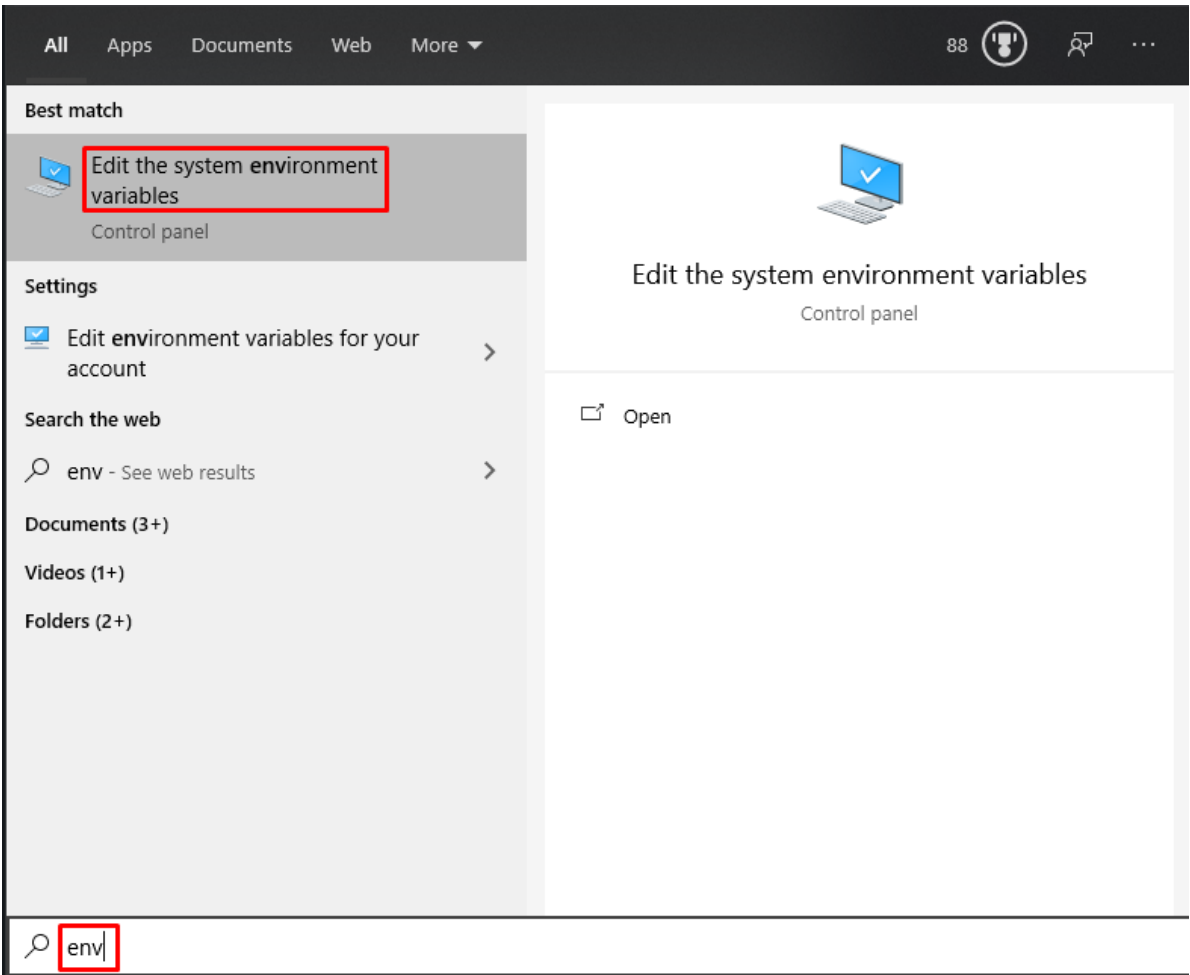 All Apps Documents Web More 88 ...
Best match
Edit the system environment
variables
Control panel
Settings
Edit environment variables for your
account
Search the web
env - See web results
Documents (3+)
Videos (1+)
Folders (2+)
Edit the system environment variables
Control panel
Open
env